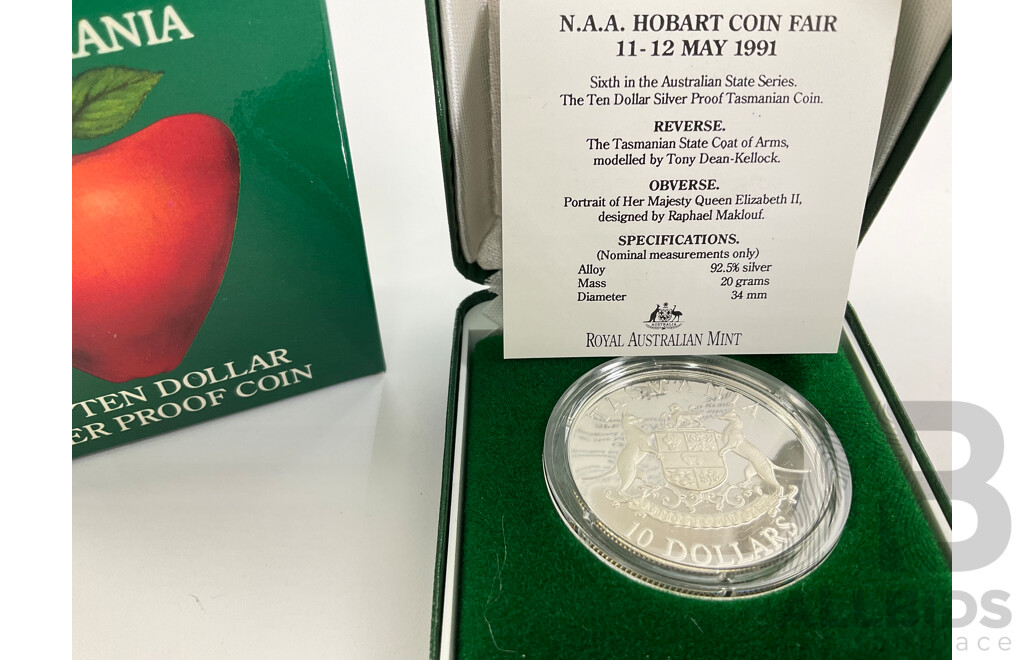 ANIA
TEN DOLLAR
ER PROOF COIN
N.A.A. HOBART COIN FAIR
11-12 MAY 1991
Sixth in the Australian State Series.
The Ten Dollar Silver Proof Tasmanian Coin.
REVERSE.
The Tasmanian State Coat of Arms,
modelled by Tony Dean-Kellock.
OBVERSE.
Portrait of Her Majesty Queen Elizabeth II,
designed by Raphael Maklouf.
SPECIFICATIONS.
(Nominal measurements only)
Alloy 92.5% silver
Mass 20 grams
Diameter 34 mm
ROYAL AUSTRALIAN MINT
10 DOLLARS
B
ALLBIDS
ace